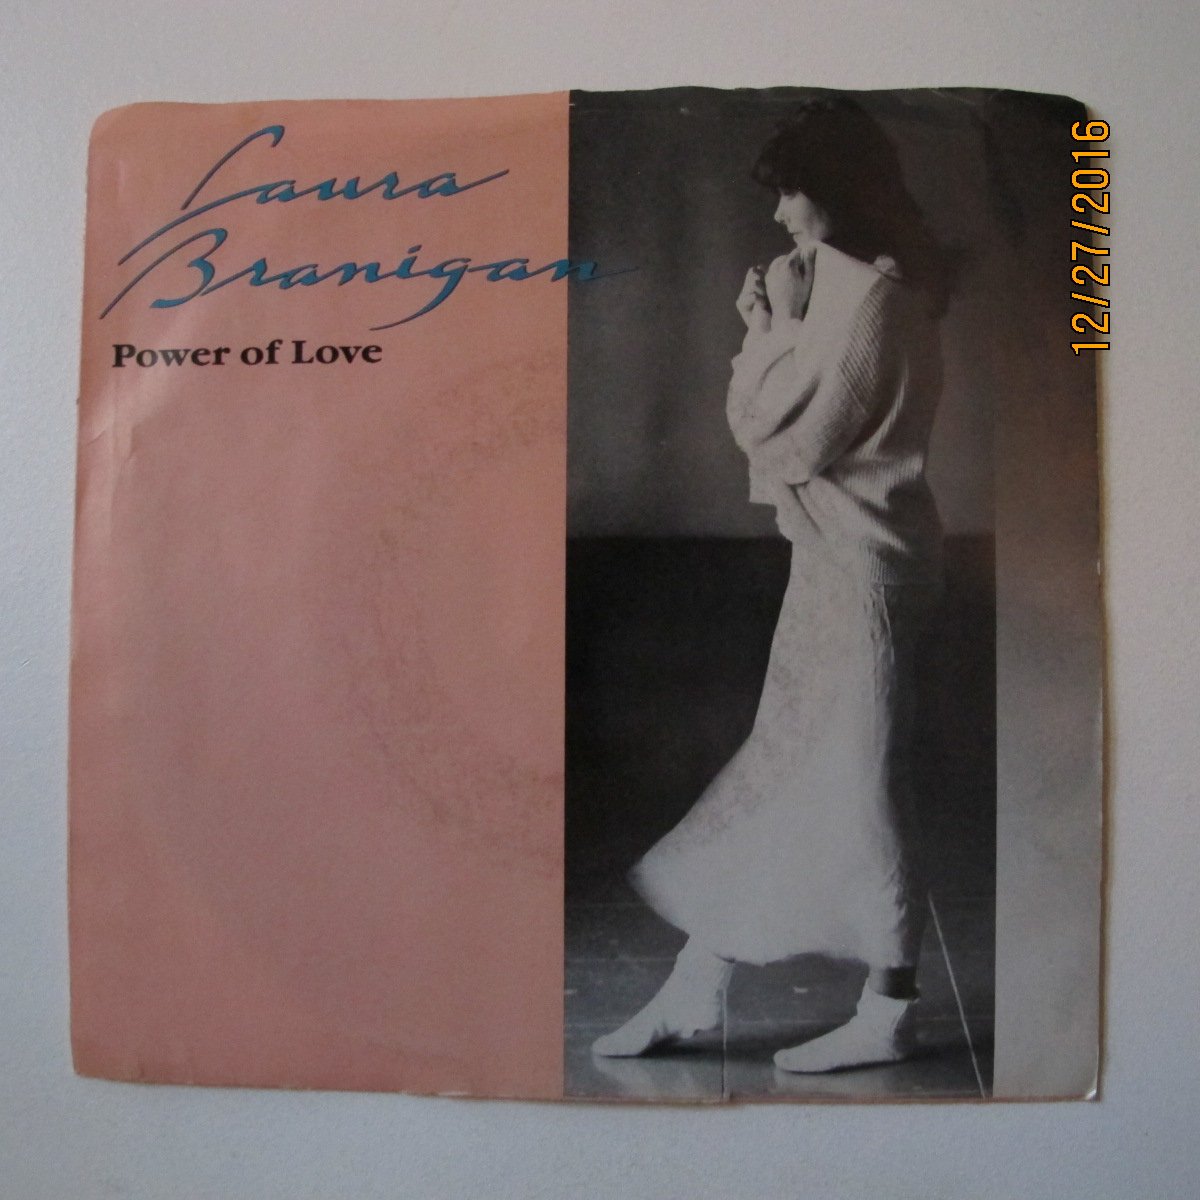 Laura
Branigan
Power of Love
12/27/2016